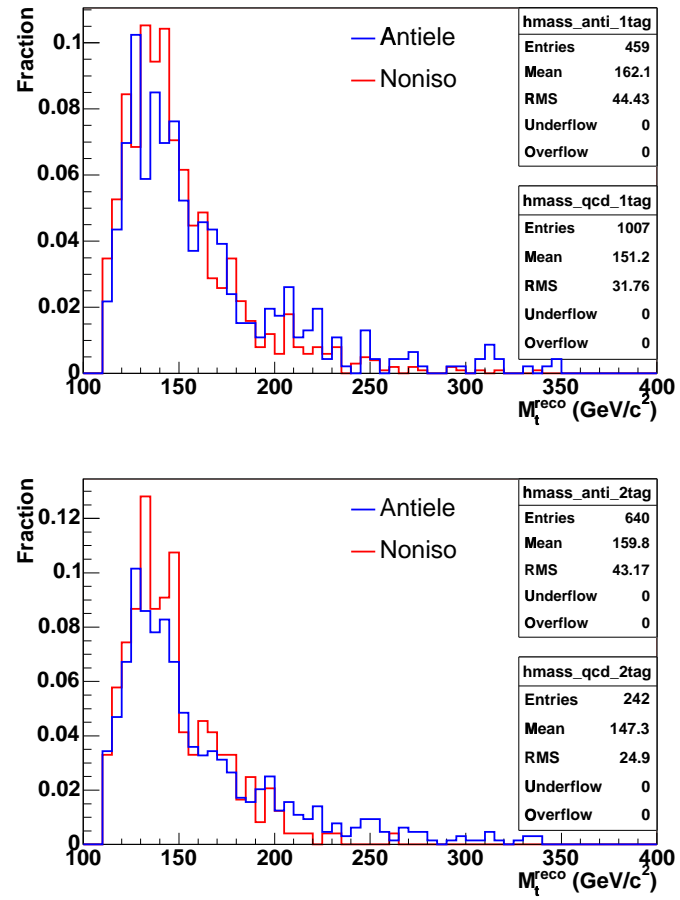 Fraction
0.1
0.08
0.06
0.04
0.02
0
100 150 200 250 300 350 400
M_t^reco (GeV/c^2)
Antiele
Noniso
hmass_anti_1tag
Entries 459
Mean 162.1
RMS 44.43
Underflow 0
Overflow 0
hmass_qcd_1tag
Entries 1007
Mean 151.2
RMS 31.76
Underflow 0
Overflow 0
Fraction
0.12
0.1
0.08
0.06
0.04
0.02
0
100 150 200 250 300 350 400
M_t^reco (GeV/c^2)
Antiele
Noniso
hmass_anti_2tag
Entries 640
Mean 159.8
RMS 43.17
Underflow 0
Overflow 0
hmass_qcd_2tag
Entries 242
Mean 147.3
RMS 24.9
Underflow 0
Overflow 0